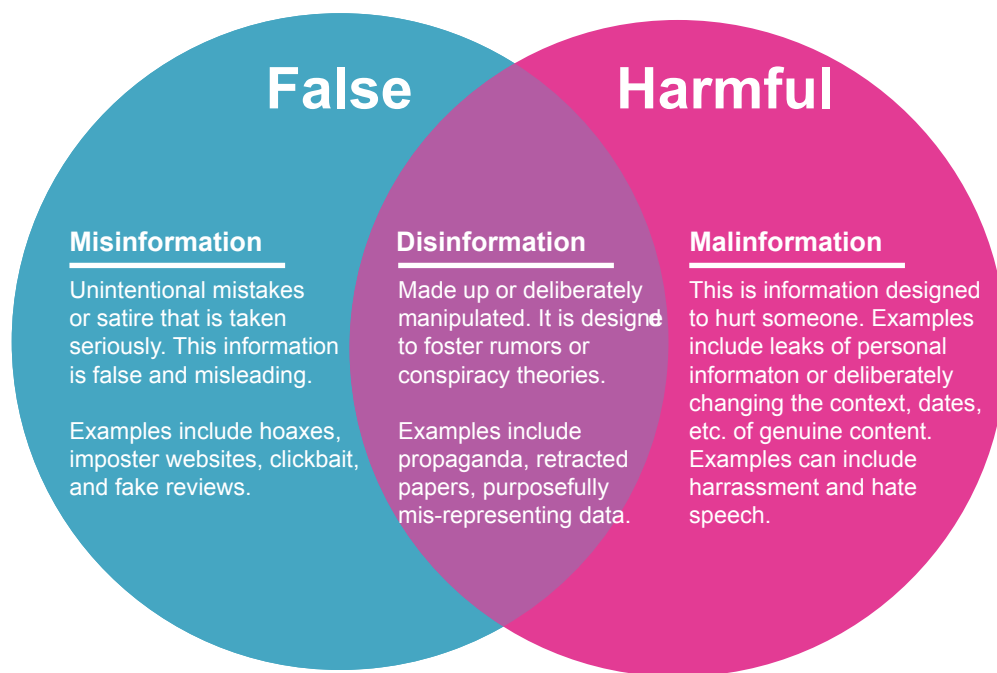 False
Harmful
Misinformation
Unintentional mistakes
or satire that is taken
seriously. This information
is false and misleading.
Examples include hoaxes,
imposter websites, clickbait,
and fake reviews.
Disinformation
Made up or deliberately
manipulated. It is designed
to foster rumors or
conspiracy theories.
Examples include
propaganda, retracted
papers, purposefully
mis-representing data.
Malinformation
This is information designed
to hurt someone. Examples
include leaks of personal
informaton or deliberately
changing the context, dates,
etc. of genuine content.
Examples can include
harrassment and hate
speech.